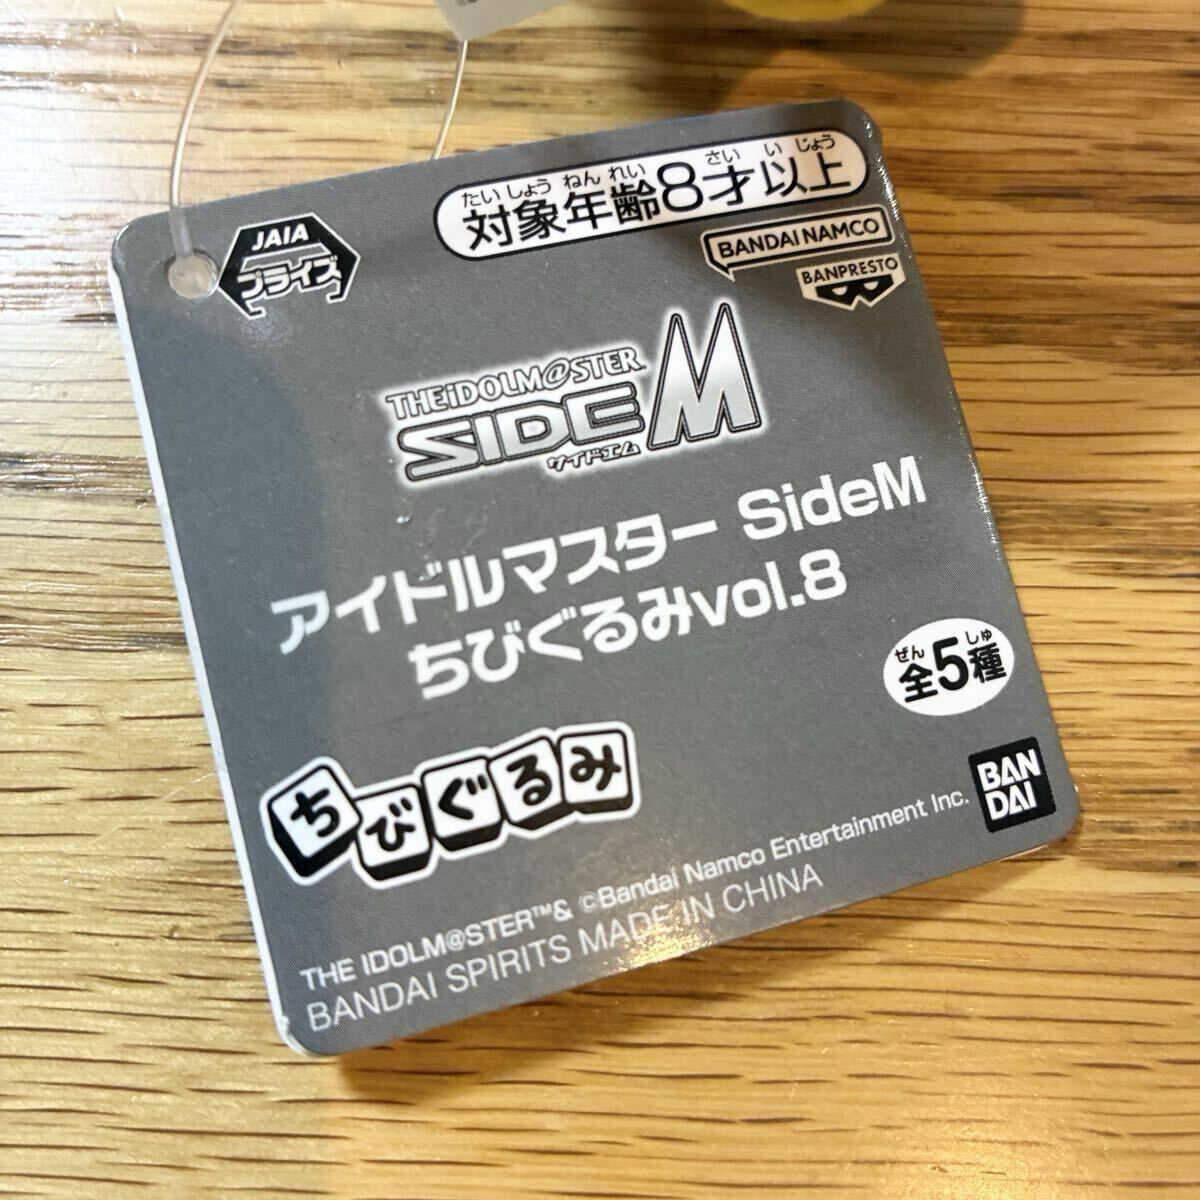 たいしょう ねん れい さい い じょう
対象年齢8才以上
JAIA
プライズ
BANDAI NAMCO
BANPRESTO
THE iDOLM@STER
SIDE M
サイドエム
アイドルマスター SideM
ちびぐるみvol.8
ぜん しゅ
全5種
ちびぐるみ
BAN
DAI
THE IDOLM@STER™& ©Bandai Namco Entertainment Inc.
BANDAI SPIRITS MADE IN CHINA